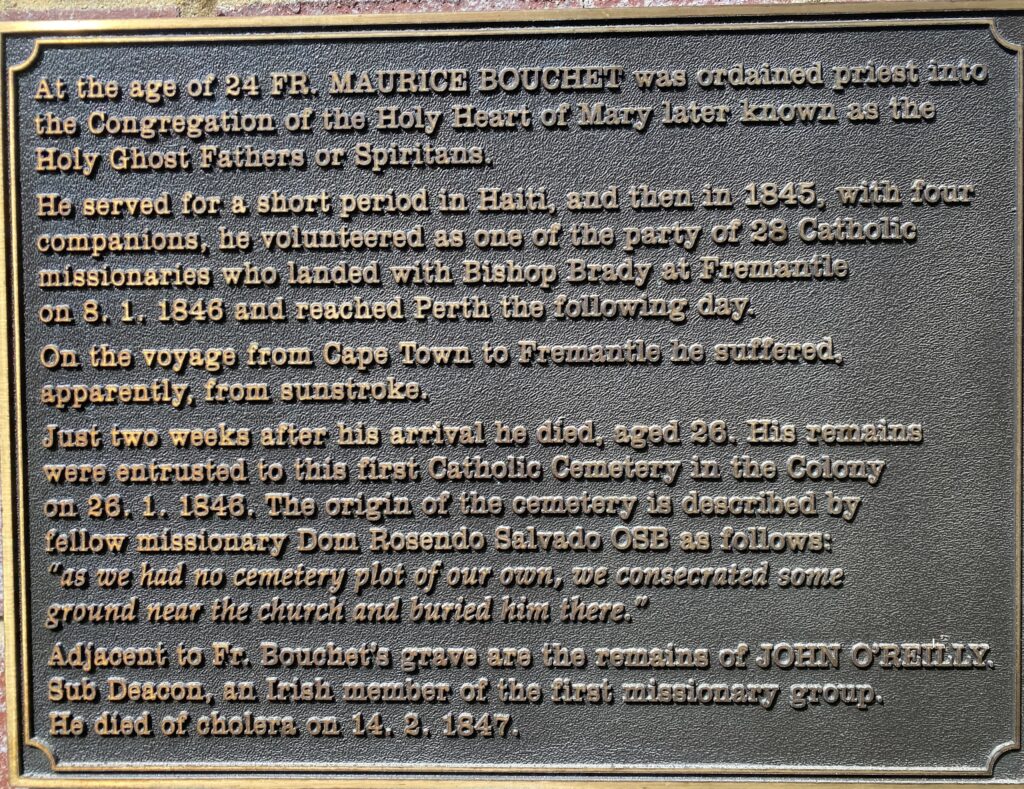 At the age of 24 FR. MAURICE BOUCHET was ordained priest into
the Congregation of the Holy Heart of Mary later known as the
Holy Ghost Fathers or Spiritans.
He served for a short period in Haiti, and then in 1845, with four
companions, he volunteered as one of the party of 28 Catholic
missionaries who landed with Bishop Brady at Fremantle
on 8. 1. 1846 and reached Perth the following day.
On the voyage from Cape Town to Fremantle he suffered,
apparently, from sunstroke.
Just two weeks after his arrival he died, aged 26. His remains
were entrusted to this first Catholic Cemetery in the Colony
on 26. 1. 1846. The origin of the cemetery is described by
fellow missionary Dom Rosendo Salvado OSB as follows:
"as we had no cemetery plot of our own, we consecrated some
ground near the church and buried him there."
Adjacent to Fr. Bouchet's grave are the remains of JOHN O'REILLY,
Sub Deacon, an Irish member of the first missionary group.
He died of cholera on 14. 2. 1847.